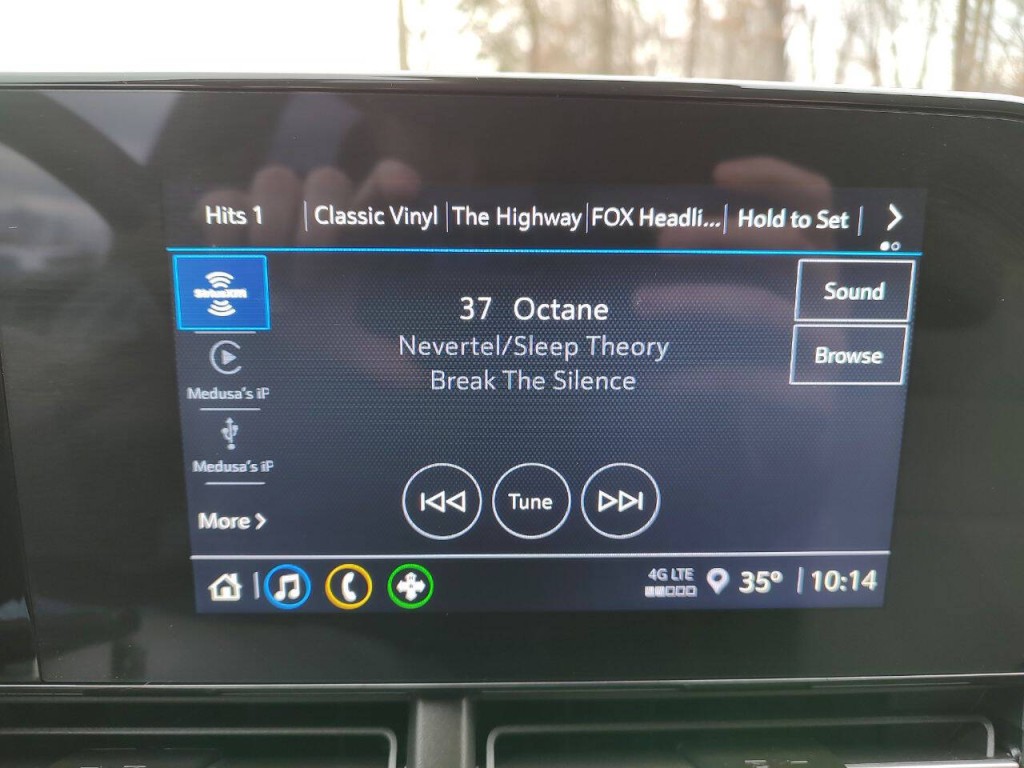 Hits 1 Classic Vinyl The Highway FOX Headli... Hold to Set
SiriusXM
37 Octane
Sound
Nevertel/Sleep Theory
Browse
Break The Silence
Medusa's iP
Medusa's iP
Tune
More
4G LTE 35° 10:14